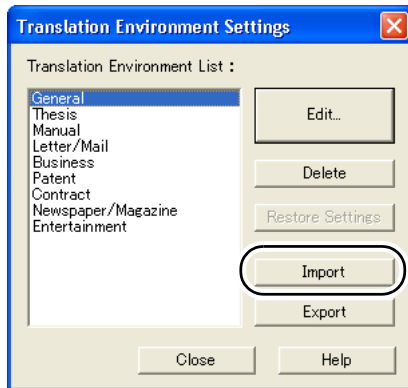 Translation Environment Settings
Translation Environment List :
General
Thesis
Manual
Letter/Mail
Business
Patent
Contract
Newspaper/Magazine
Entertainment
Edit...
Delete
Restore Settings
Import
Export
Close
Help